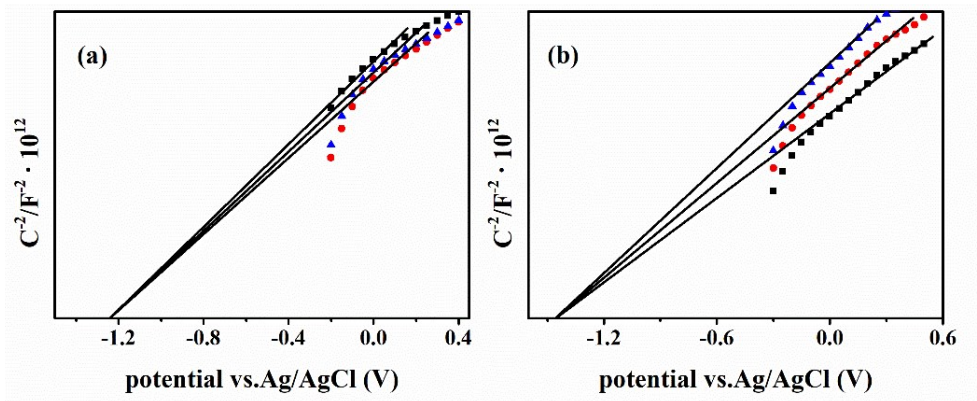 (a)
C⁻²/F⁻² · 10¹²
-1.2 -0.8 -0.4 0.0 0.4
potential vs.Ag/AgCl (V)
(b)
C⁻²/F⁻² · 10¹²
-1.2 -0.6 0.0 0.6
potential vs.Ag/AgCl (V)